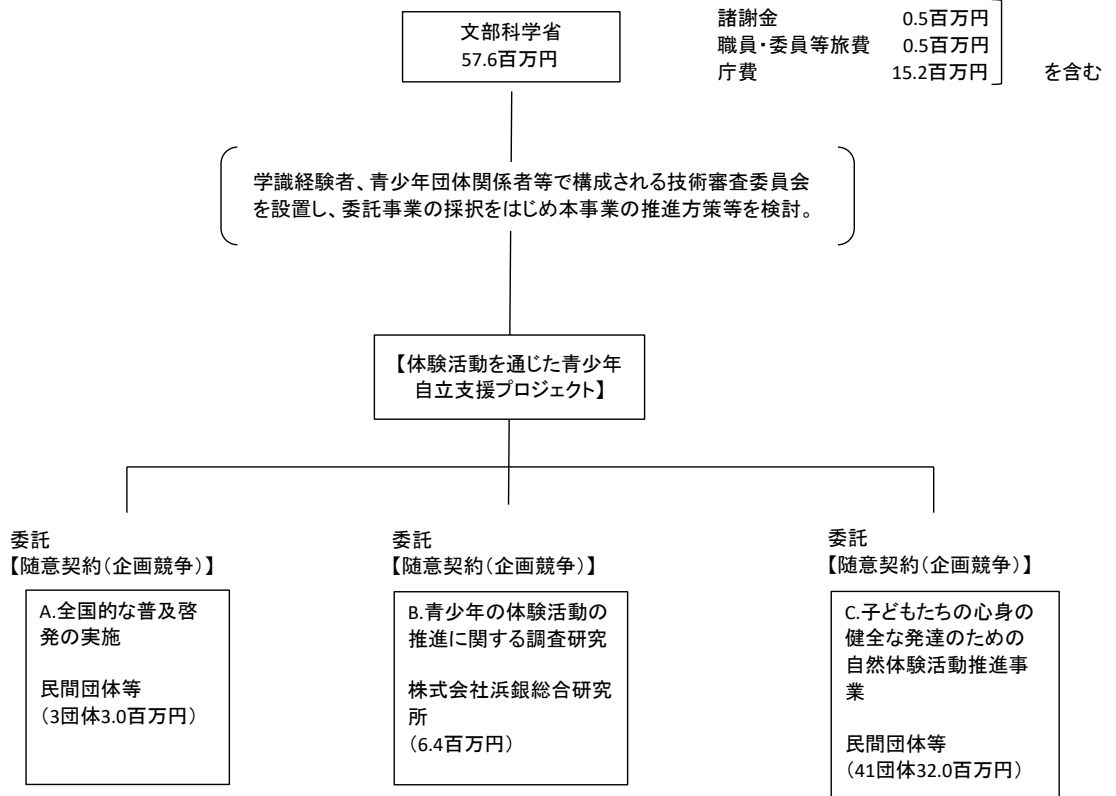 文部科学省
57.6百万円
諸謝金 0.5百万円
職員・委員等旅費 0.5百万円
庁費 15.2百万円 を含む
学識経験者、青少年団体関係者等で構成される技術審査委員会
を設置し、委託事業の採択をはじめ本事業の推進方策等を検討。
【体験活動を通じた青少年
自立支援プロジェクト】
委託
【随意契約(企画競争)】
A.全国的な普及啓
発の実施
民間団体等
(3団体3.0百万円)
委託
【随意契約(企画競争)】
B.青少年の体験活動の
推進に関する調査研究
株式会社浜銀総合研究
所
(6.4百万円)
委託
【随意契約(企画競争)】
C.子どもたちの心身の
健全な発達のための
自然体験活動推進事
業
民間団体等
(41団体32.0百万円)